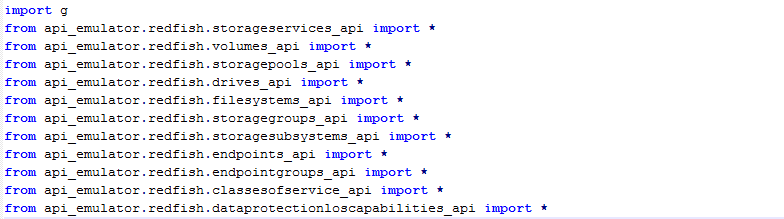 import g
from api_emulator.redfish.storageservices_api import *
from api_emulator.redfish.volumes_api import *
from api_emulator.redfish.storagepools_api import *
from api_emulator.redfish.drives_api import *
from api_emulator.redfish.filesystems_api import *
from api_emulator.redfish.storagegroups_api import *
from api_emulator.redfish.storagesubsystems_api import *
from api_emulator.redfish.endpoints_api import *
from api_emulator.redfish.endpointgroups_api import *
from api_emulator.redfish.classesofservice_api import *
from api_emulator.redfish.dataprotectionloscapabilities_api import *